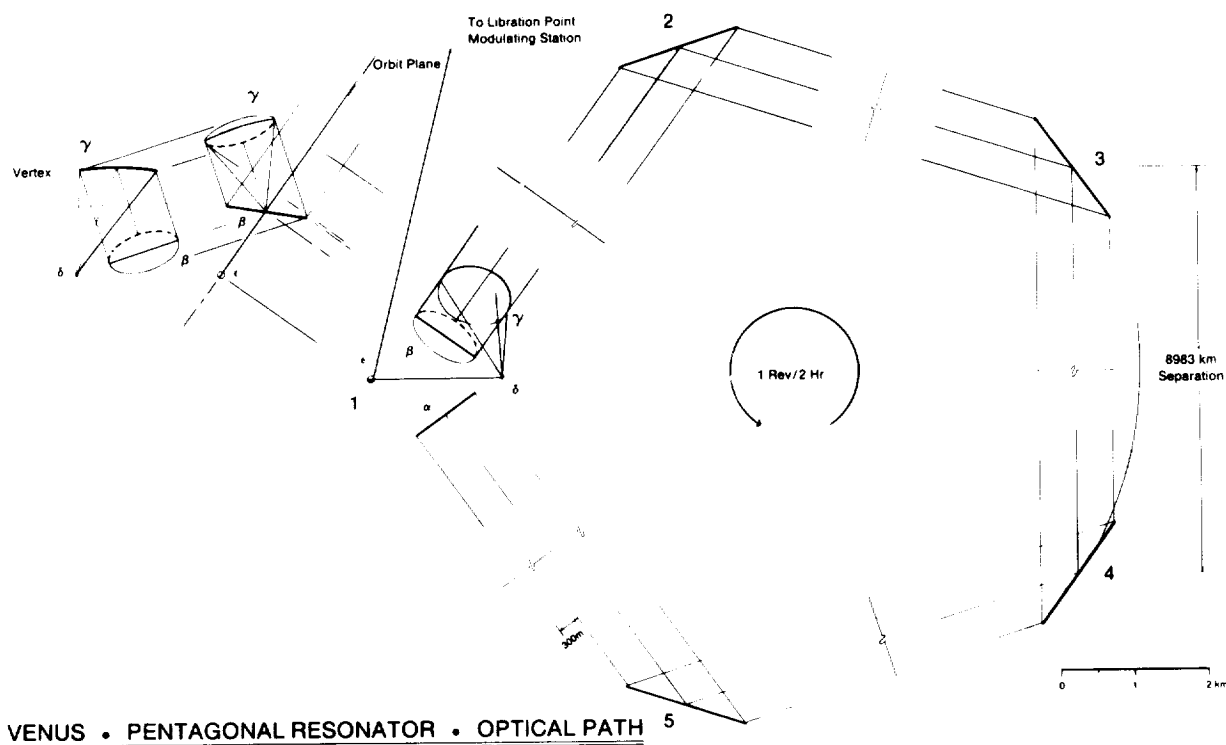 To Libration Point
Modulating Station
2
Orbit Plane
γ
γ
3
Vertex
β
δ
β
ε
γ
β
ε
1
δ
α
1 Rev/2 Hr
8983 km
Separation
4
300m
0 1 2 km
5
VENUS • PENTAGONAL RESONATOR • OPTICAL PATH